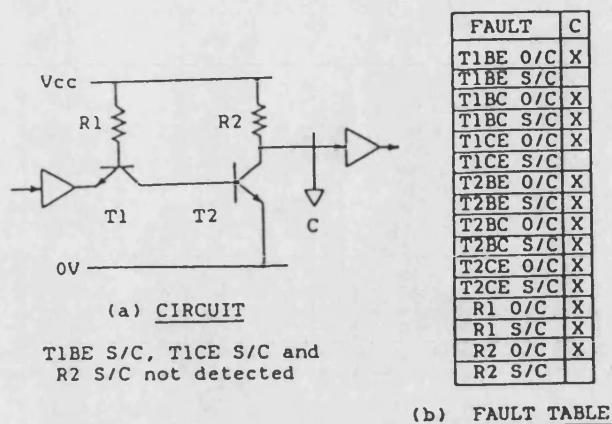 Vcc
R1
R2
T1
T2
C
0V
(a) CIRCUIT
T1BE S/C, T1CE S/C and
R2 S/C not detected
FAULT C
T1BE O/C X
T1BE S/C
T1BC O/C X
T1BC S/C X
T1CE O/C X
T1CE S/C
T2BE O/C X
T2BE S/C X
T2BC O/C X
T2BC S/C X
T2CE O/C X
T2CE S/C X
R1 O/C X
R1 S/C X
R2 O/C X
R2 S/C
(b) FAULT TABLE